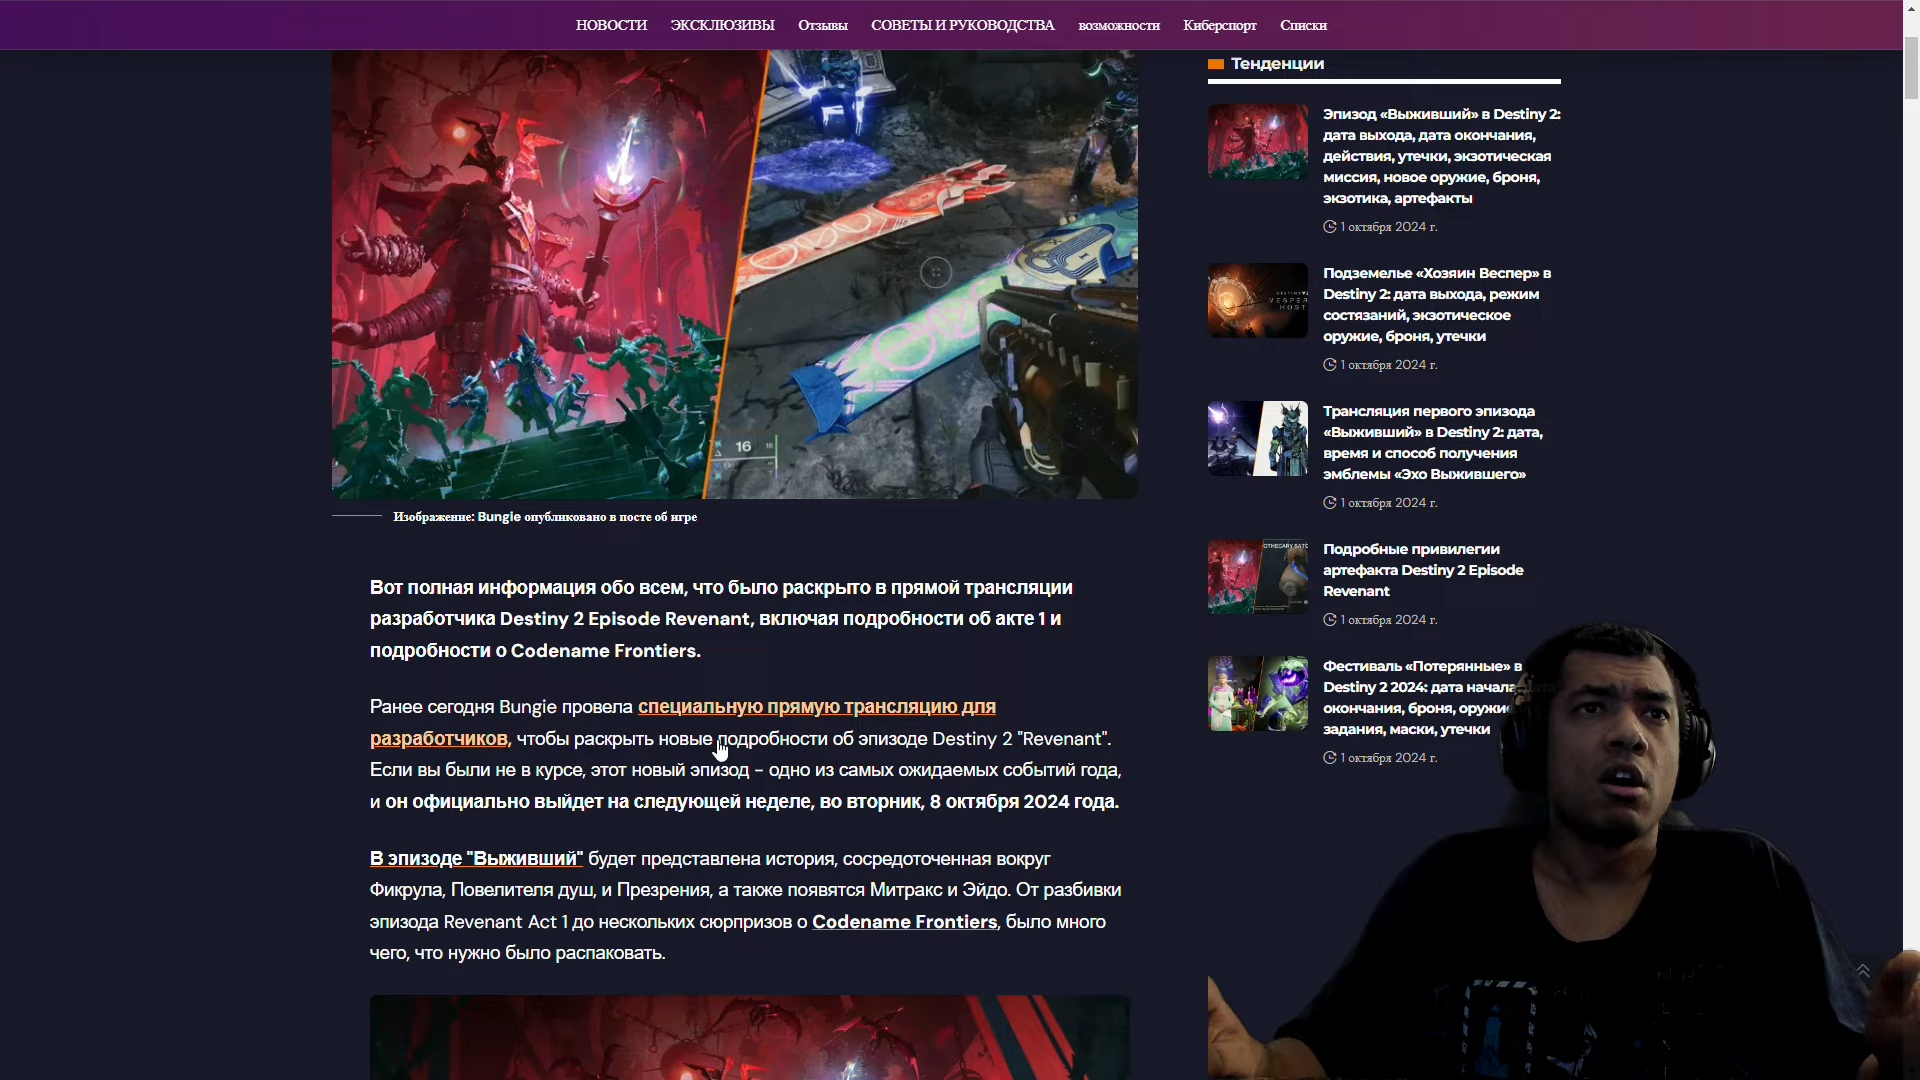 НОВОСТИ ЭКСКЛЮЗИВЫ Отзывы СОВЕТЫ И РУКОВОДСТВА возможности Киберспорт Списки
16
Изображение: Bungie опубликовано в посте об игре
Вот полная информация обо всем, что было раскрыто в прямой трансляции
разработчика Destiny 2 Episode Revenant, включая подробности об акте 1 и
подробности о Codename Frontiers.
Ранее сегодня Bungie провела специальную прямую трансляцию для
разработчиков, чтобы раскрыть новые подробности об эпизоде Destiny 2 "Revenant".
Если вы были не в курсе, этот новый эпизод – одно из самых ожидаемых событий года,
и он официально выйдет на следующей неделе, во вторник, 8 октября 2024 года.
В эпизоде "Выживший" будет представлена история, сосредоточенная вокруг
Фикрула, Повелителя душ, и Презрения, а также появятся Митракс и Эйдо. От разбивки
эпизода Revenant Act 1 до нескольких сюрпризов о Codename Frontiers, было много
чего, что нужно было распаковать.
Тенденции
Эпизод «Выживший» в Destiny 2:
дата выхода, дата окончания,
действия, утечки, экзотическая
миссия, новое оружие, броня,
экзотика, артефакты
1 октября 2024 г.
VESPER
HOST
Подземелье «Хозяин Веспер» в
Destiny 2: дата выхода, режим
состязаний, экзотическое
оружие, броня, утечки
1 октября 2024 г.
Трансляция первого эпизода
«Выживший» в Destiny 2: дата,
время и способ получения
эмблемы «Эхо Выжившего»
1 октября 2024 г.
Подробные привилегии
артефакта Destiny 2 Episode
Revenant
1 октября 2024 г.
Фестиваль «Потерянные» в
Destiny 2 2024: дата начала
окончания, броня, оружие
задания, маски, утечки
1 октября 2024 г.